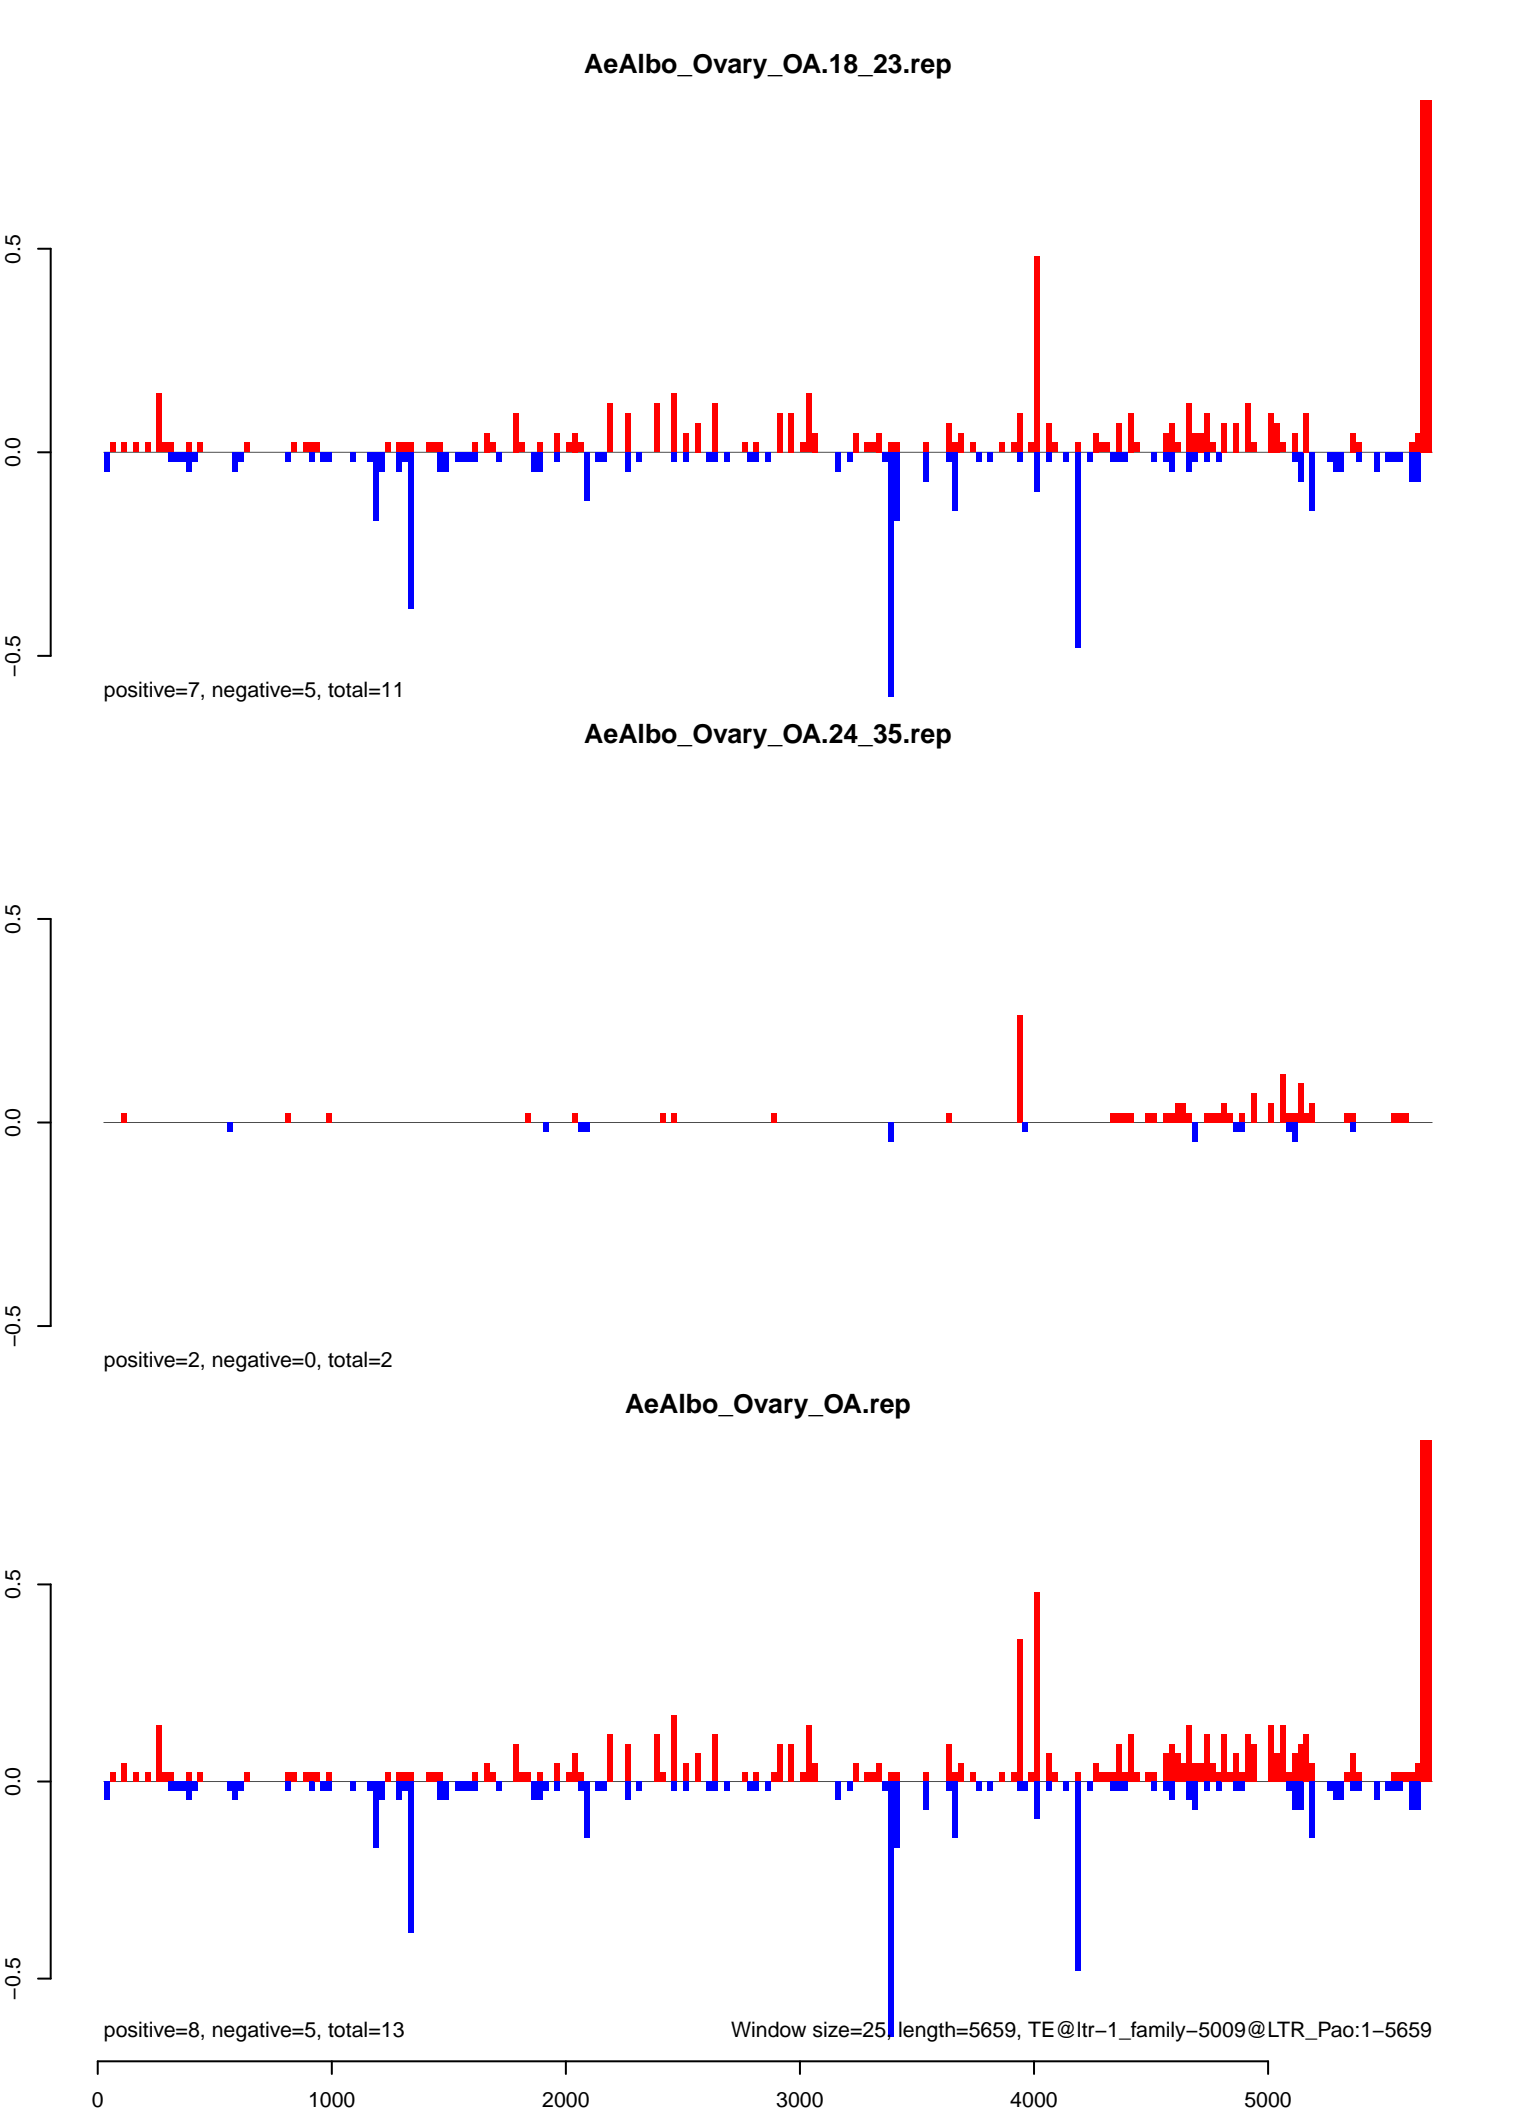 AeAlbo_Ovary_OA.18_23.rep
0.5
0.0
−0.5
positive=7, negative=5, total=11
AeAlbo_Ovary_OA.24_35.rep
0.5
0.0
−0.5
positive=2, negative=0, total=2
AeAlbo_Ovary_OA.rep
0.5
0.0
−0.5
positive=8, negative=5, total=13
Window size=25, length=5659, TE@ltr−1_family−5009@LTR_Pao:1−5659
0 1000 2000 3000 4000 5000